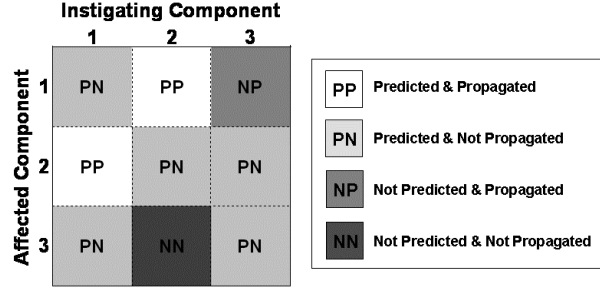 Instigating Component
1 2 3
Affected Component
1 PN PP NP
2 PP PN PN
3 PN NN PN
PP Predicted & Propagated
PN Predicted & Not Propagated
NP Not Predicted & Propagated
NN Not Predicted & Not Propagated